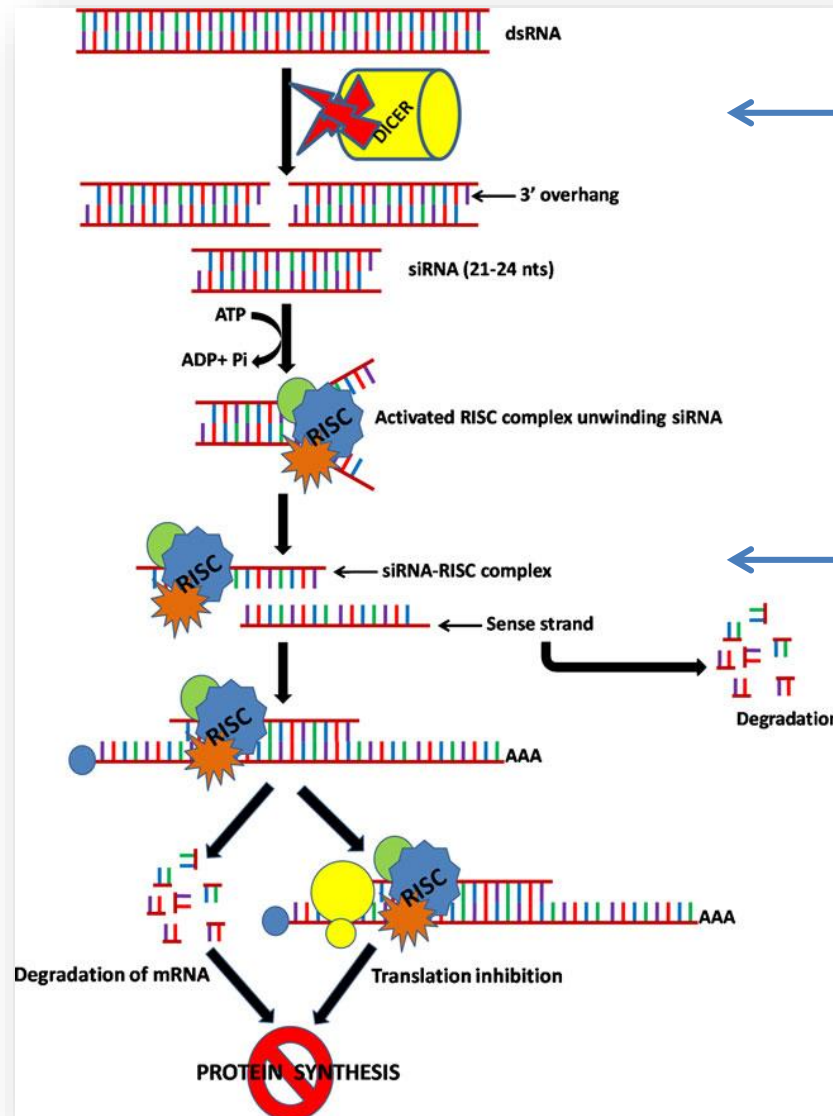 dsRNA
DICER
3’ overhang
siRNA (21-24 nts)
ATP
ADP+ Pi
RISC
Activated RISC complex unwinding siRNA
RISC
siRNA-RISC complex
Sense strand
Degradation
RISC
AAA
RISC
AAA
Degradation of mRNA
Translation inhibition
PROTEIN SYNTHESIS